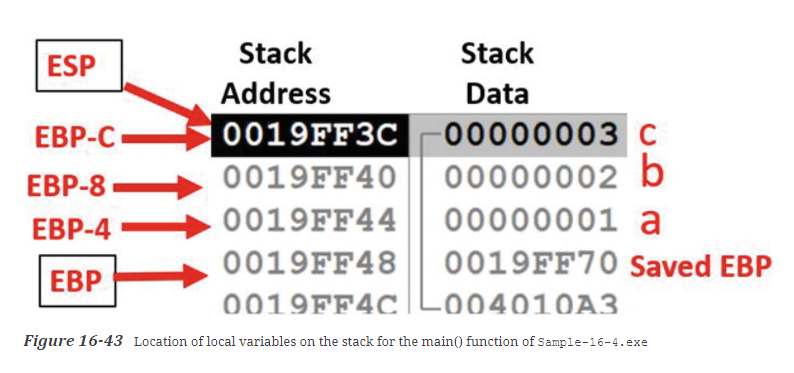 Stack Stack
ESP
Address Data
EBP-C 0019FF3C 00000003 c
EBP-8 0019FF40 00000002 b
EBP-4 0019FF44 00000001 a
EBP 0019FF48 0019FF70 Saved EBP
0019FF4C 004010A3
Figure 16-43 Location of local variables on the stack for the main() function of Sample-16-4.exe